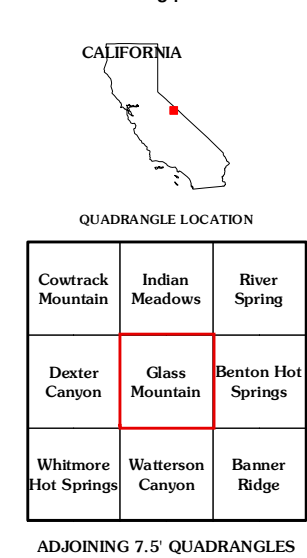 CALIFORNIA
QUADRANGLE LOCATION
Cowtrack Mountain
Indian Meadows
River Spring
Dexter Canyon
Glass Mountain
Benton Hot Springs
Whitmore Hot Springs
Watterson Canyon
Banner Ridge
ADJOINING 7.5' QUADRANGLES